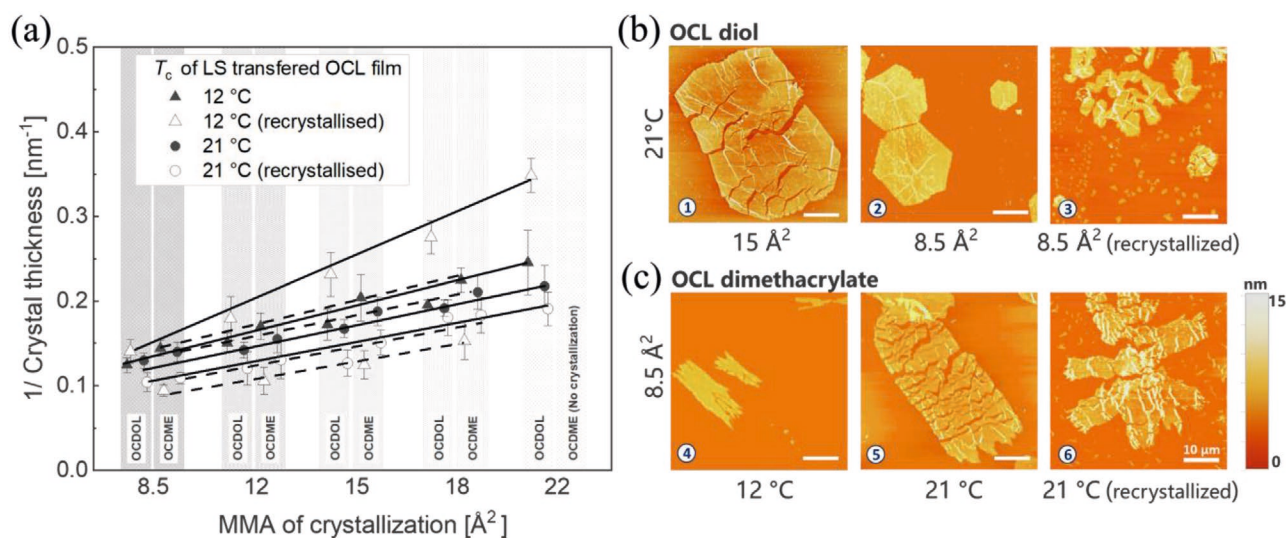 (a)
0.5
0.4
0.3
0.2
0.1
0.0
1/ Crystal thickness [nm⁻¹]
Tc of LS transfered OCL film
12 °C
12 °C (recrystallised)
21 °C
21 °C (recrystallised)
OCDOL
OCDME
OCDOL
OCDME
OCDOL
OCDME
OCDOL
OCDME
OCDOL
OCDME (No crystallization)
8.5
12
15
18
22
MMA of crystallization [Å²]
(b) OCL diol
21°C
1
2
3
15 Å²
8.5 Å²
8.5 Å² (recrystallized)
(c) OCL dimethacrylate
8.5 Å²
4
5
6
10 µm
12 °C
21 °C
21 °C (recrystallized)
nm
15
0